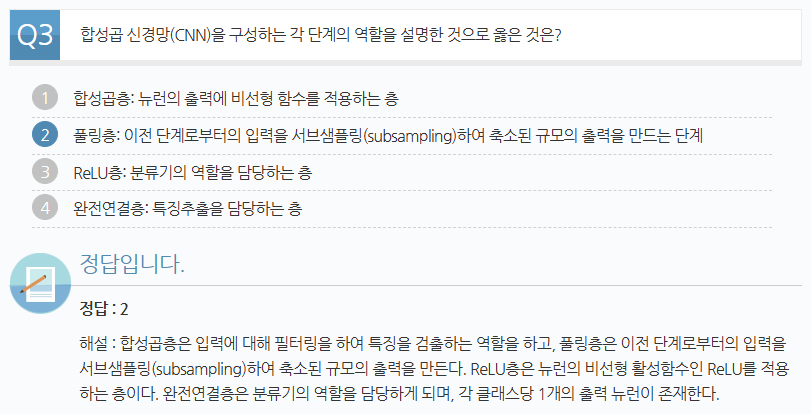 Q3 합성곱 신경망(CNN)을 구성하는 각 단계의 역할을 설명한 것으로 옳은 것은?
1 합성곱층: 뉴런의 출력에 비선형 함수를 적용하는 층
2 풀링층: 이전 단계로부터의 입력을 서브샘플링(subsampling)하여 축소된 규모의 출력을 만드는 단계
3 ReLU층: 분류기의 역할을 담당하는 층
4 완전연결층: 특징추출을 담당하는 층
정답입니다.
정답 : 2
해설 : 합성곱층은 입력에 대해 필터링을 하여 특징을 검출하는 역할을 하고, 풀링층은 이전 단계로부터의 입력을
서브샘플링(subsampling)하여 축소된 규모의 출력을 만든다. ReLU층은 뉴런의 비선형 활성함수인 ReLU를 적용
하는 층이다. 완전연결층은 분류기의 역할을 담당하게 되며, 각 클래스당 1개의 출력 뉴런이 존재한다.